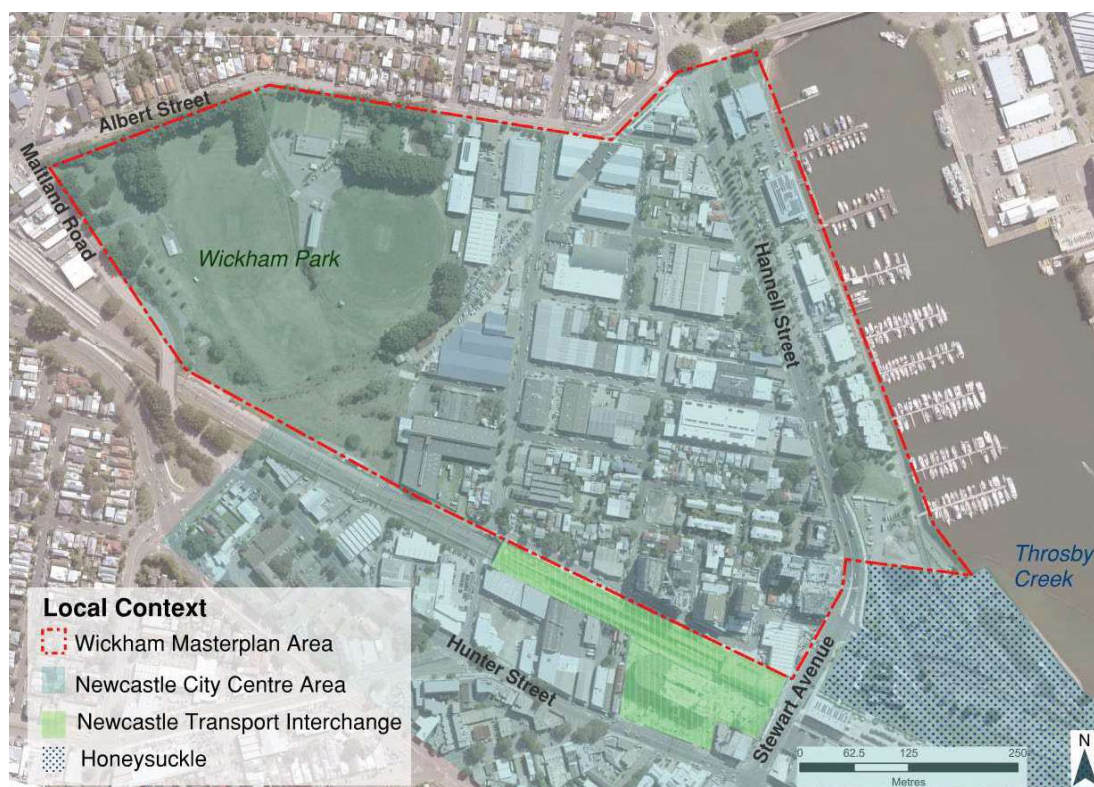 Albert Street
Maitland Road
Wickham Park
Hannell Street
Throsby
Creek
Hunter Street
Stewart Avenue
Local Context
Wickham Masterplan Area
Newcastle City Centre Area
Newcastle Transport Interchange
Honeysuckle
0 62.5 125 250
Metres
N